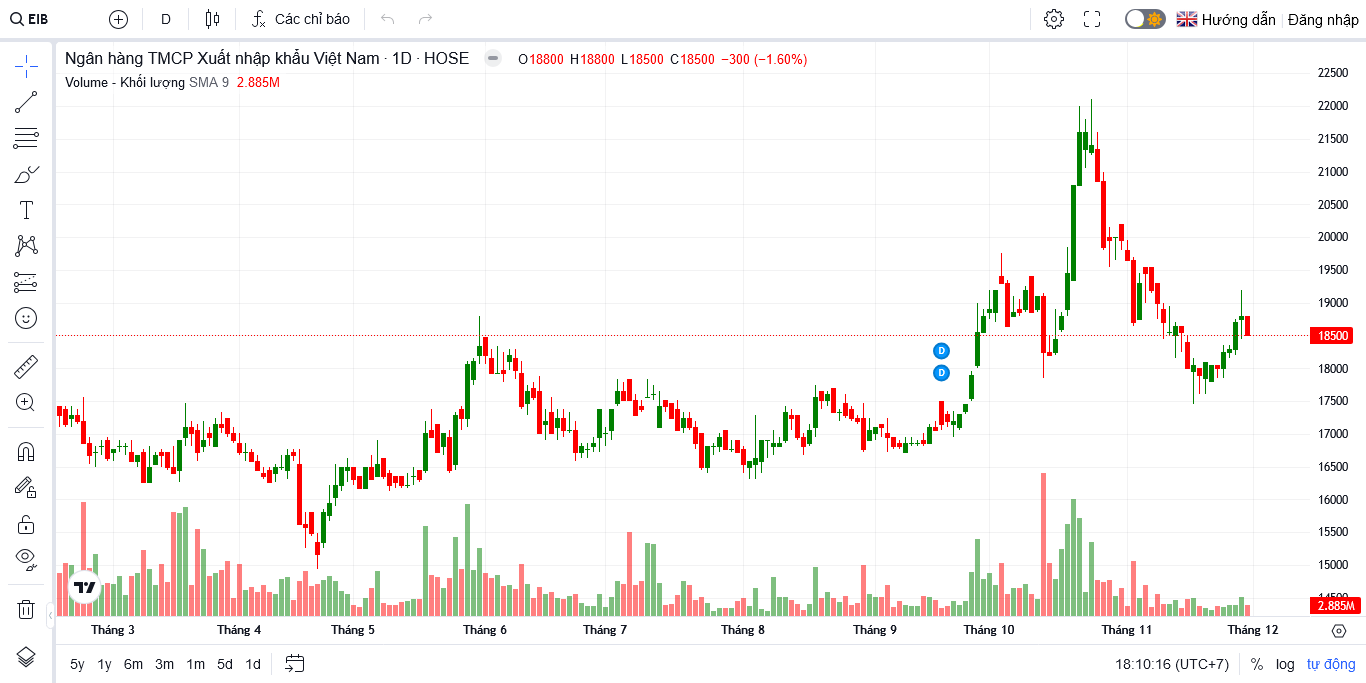 EIB D Các chỉ báo Hướng dẫn Đăng nhập
Ngân hàng TMCP Xuất nhập khẩu Việt Nam · 1D · HOSE O18800 H18800 L18500 C18500 −300 (−1.60%)
Volume - Khối lượng SMA 9 2.885M
22500
22000
21500
21000
20500
20000
19500
19000
18500
18000
17500
17000
16500
16000
15500
15000
14500
2.885M
D
D
Tháng 3 Tháng 4 Tháng 5 Tháng 6 Tháng 7 Tháng 8 Tháng 9 Tháng 10 Tháng 11 Tháng 12
5y 1y 6m 3m 1m 5d 1d 18:10:16 (UTC+7) % log tự động